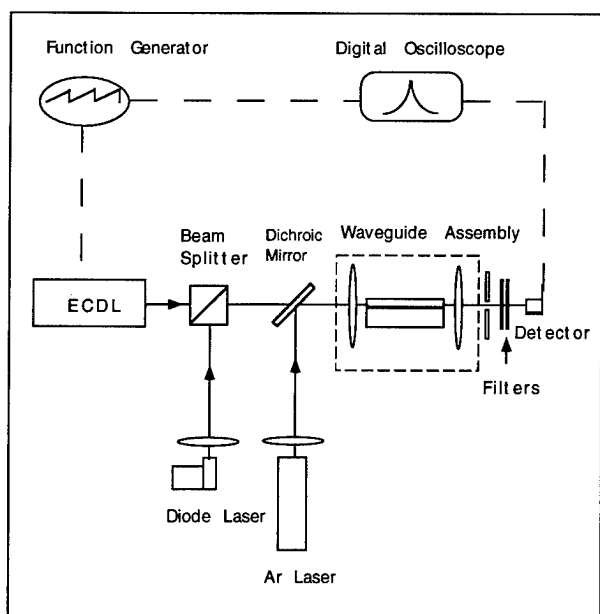 Function Generator
Digital Oscilloscope
Beam
Splitter
Dichroic
Mirror
Waveguide Assembly
ECDL
Detector
Filters
Diode Laser
Ar Laser